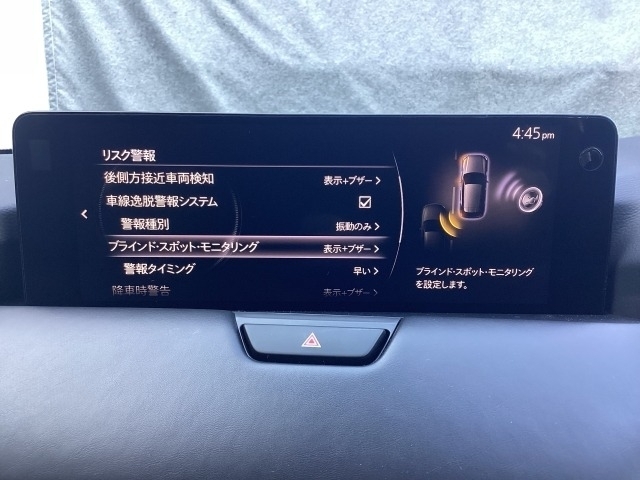 4:45 pm
リスク警報
後側方接近車両検知 表示+ブザー
車線逸脱警報システム
警報種別 振動のみ
ブラインド・スポット・モニタリング 表示+ブザー
警報タイミング 早い
降車時警告 表示+ブザー
ブラインド・スポット・モニタリング
を設定します。